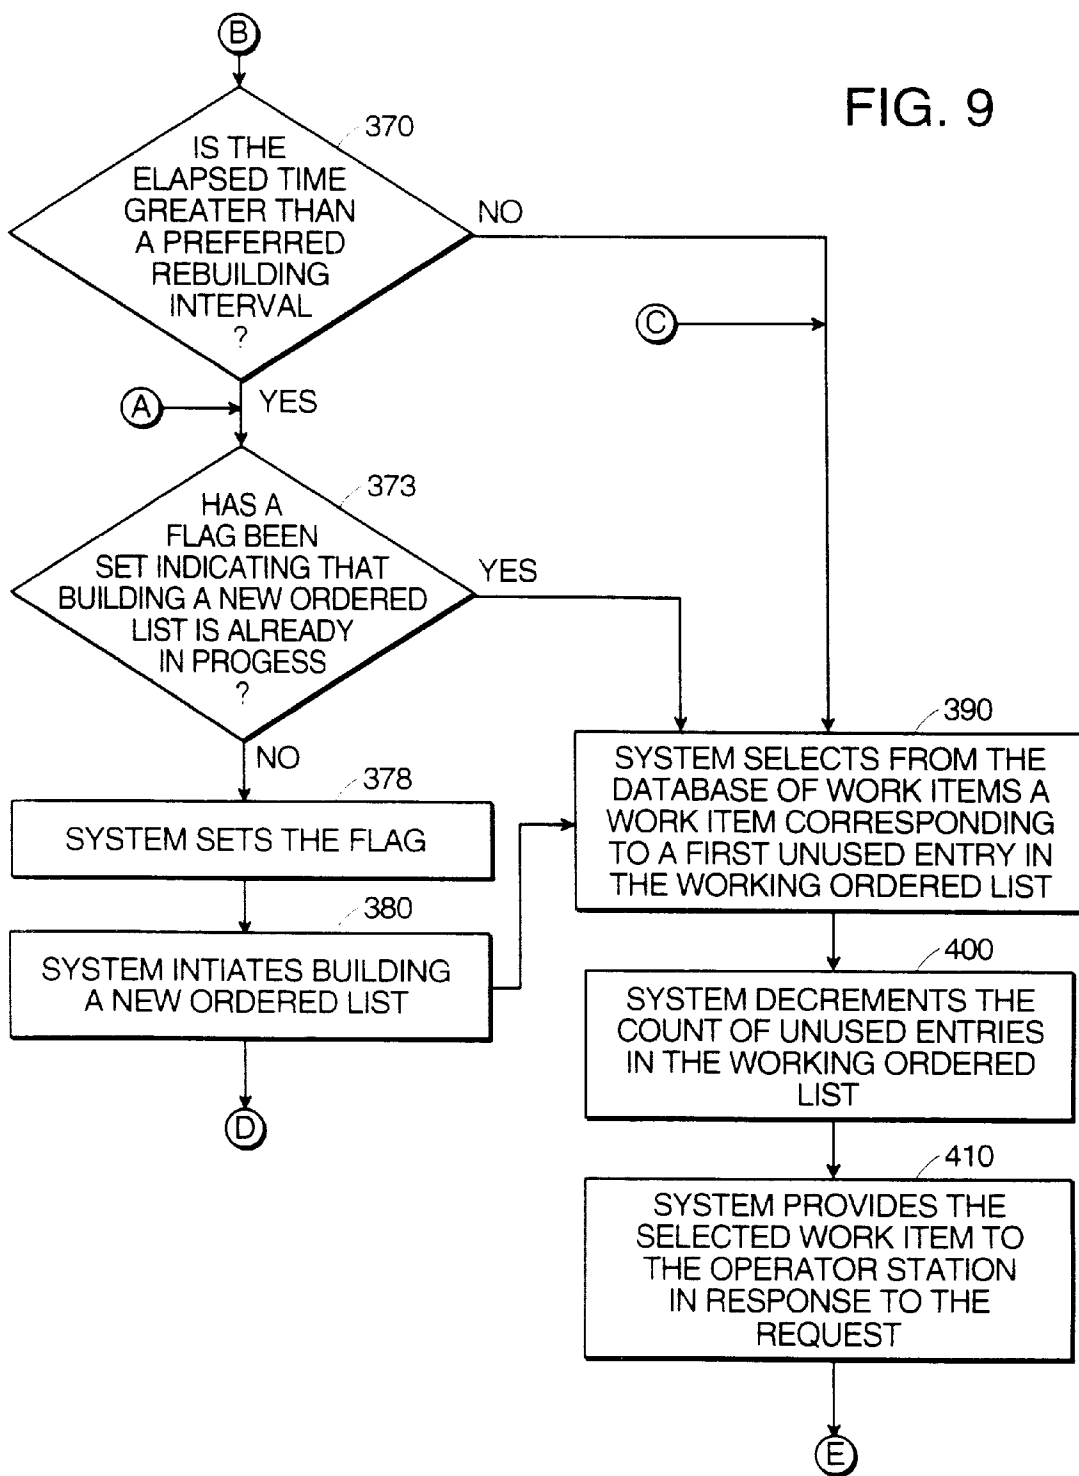 B
FIG. 9
370
IS THE
ELAPSED TIME
GREATER THAN
A PREFERRED
REBUILDING
INTERVAL
?
NO
C
A
YES
373
HAS A
FLAG BEEN
SET INDICATING THAT
BUILDING A NEW ORDERED
LIST IS ALREADY
IN PROGESS
?
YES
NO
378
SYSTEM SETS THE FLAG
380
SYSTEM INTIATES BUILDING
A NEW ORDERED LIST
D
390
SYSTEM SELECTS FROM THE
DATABASE OF WORK ITEMS A
WORK ITEM CORRESPONDING
TO A FIRST UNUSED ENTRY IN
THE WORKING ORDERED LIST
400
SYSTEM DECREMENTS THE
COUNT OF UNUSED ENTRIES
IN THE WORKING ORDERED
LIST
410
SYSTEM PROVIDES THE
SELECTED WORK ITEM TO
THE OPERATOR STATION
IN RESPONSE TO THE
REQUEST
E